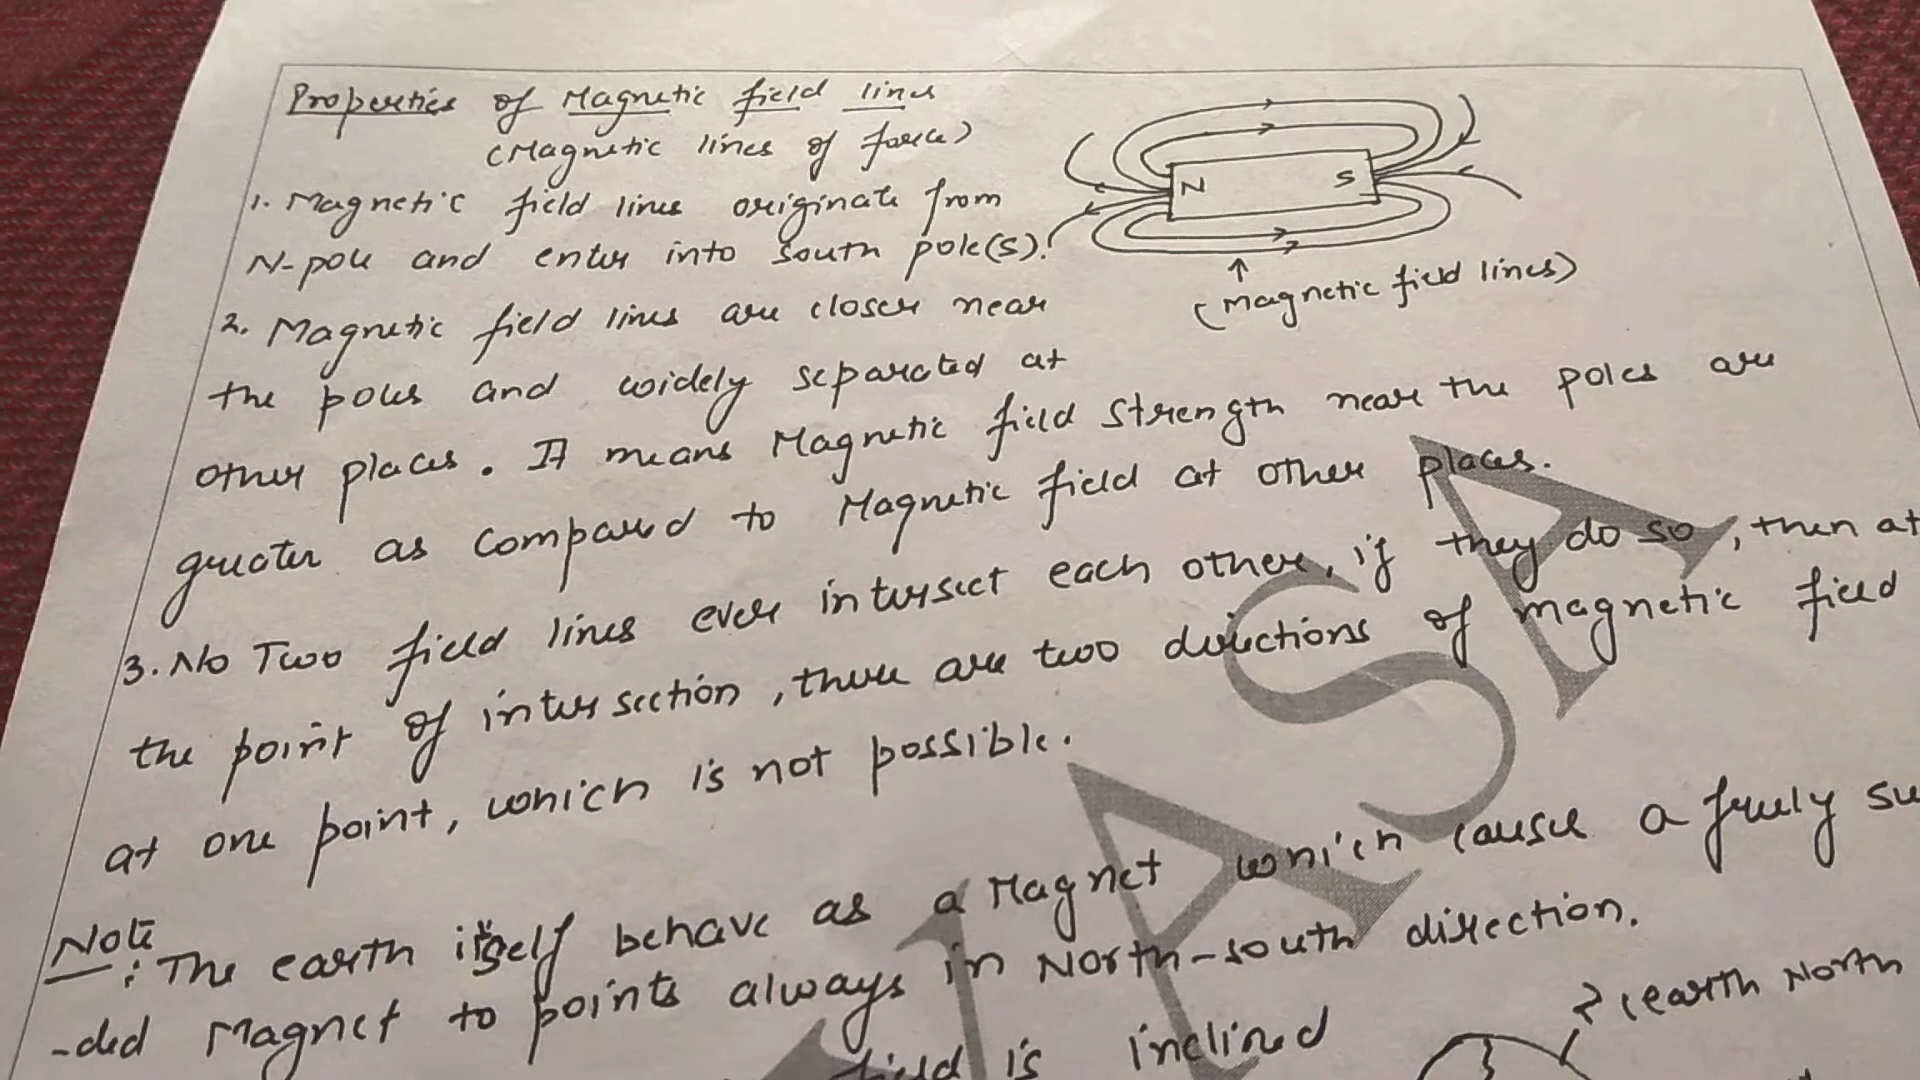 Properties of Magnetic field lines
(Magnetic lines of force)
1. Magnetic field lines originate from
N-pole and enter into South pole(s).
2. Magnetic field lines are closer near
the poles and widely separated at
other places. It means Magnetic field Strength near the poles are
greater as compared to Magnetic field at other places.
3. No Two field lines ever intersect each other, if they do so, then at
the point of intersection, there are two directions of magnetic field
at one point, which is not possible.
Note: The earth itself behave as a Magnet which cause a freely su
-ded Magnet to points always in North-south direction.
field is inclined
(earth North
N S
(Magnetic field lines)
VASA